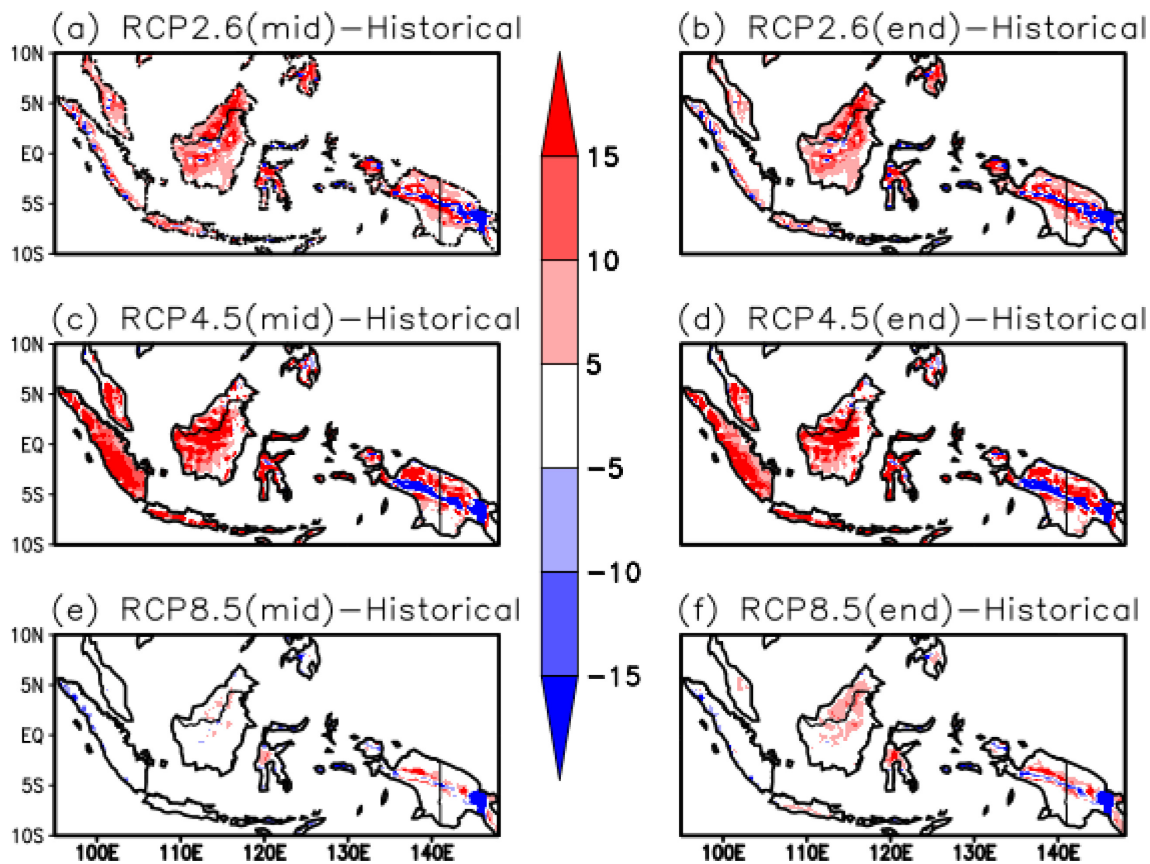 (a) RCP2.6(mid)−Historical
(b) RCP2.6(end)−Historical
10N
5N
EQ
5S
10S
15
10
5
−5
−10
−15
(c) RCP4.5(mid)−Historical
(d) RCP4.5(end)−Historical
10N
5N
EQ
5S
10S
(e) RCP8.5(mid)−Historical
(f) RCP8.5(end)−Historical
10N
5N
EQ
5S
10S
100E 110E 120E 130E 140E
100E 110E 120E 130E 140E